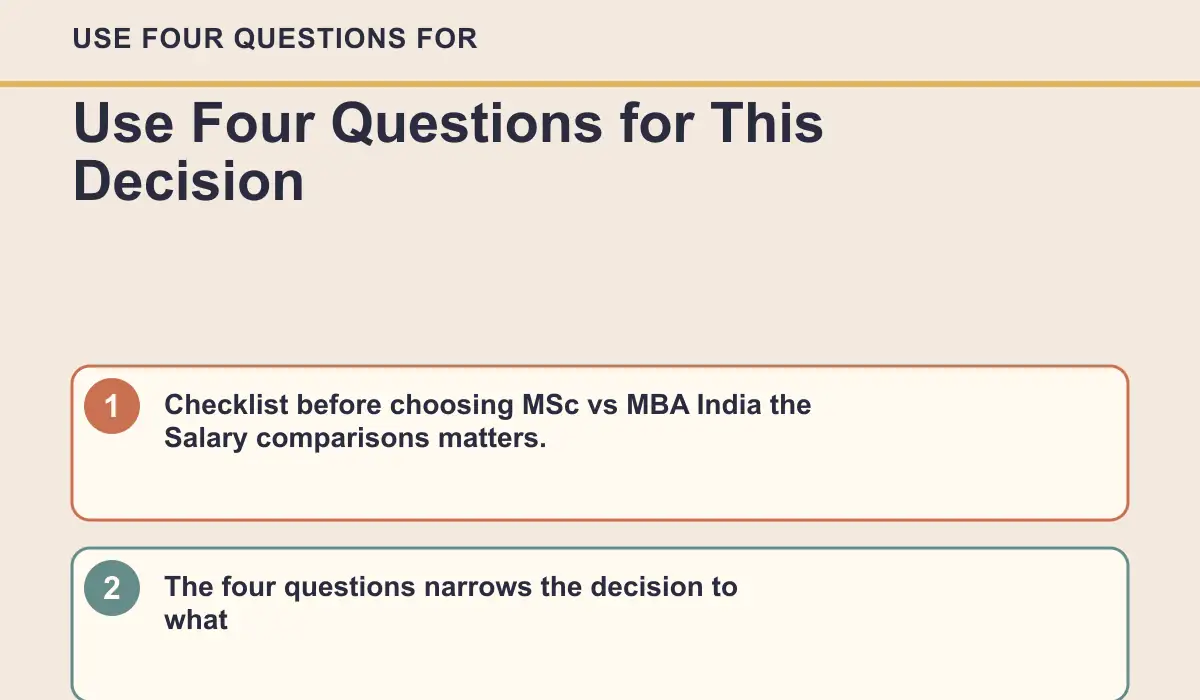 USE FOUR QUESTIONS FOR
Use Four Questions for This
Decision
1
Checklist before choosing MSc vs MBA India the
Salary comparisons matters.
2
The four questions narrows the decision to
what